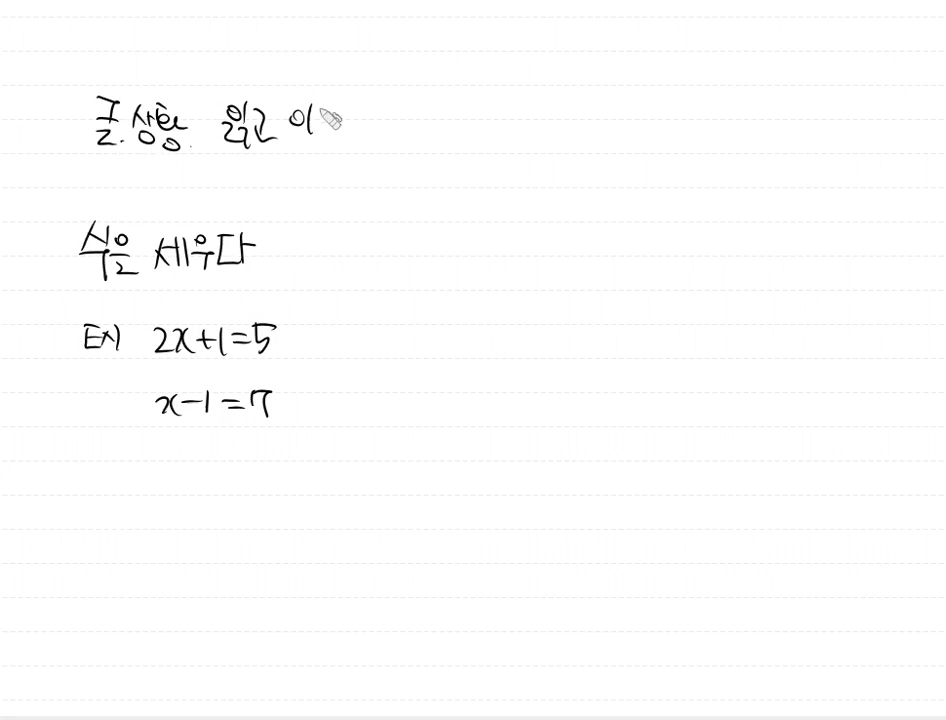 글. 상황. 읽고 이
식을 세우다
EX) 2x+1=5
x-1=7